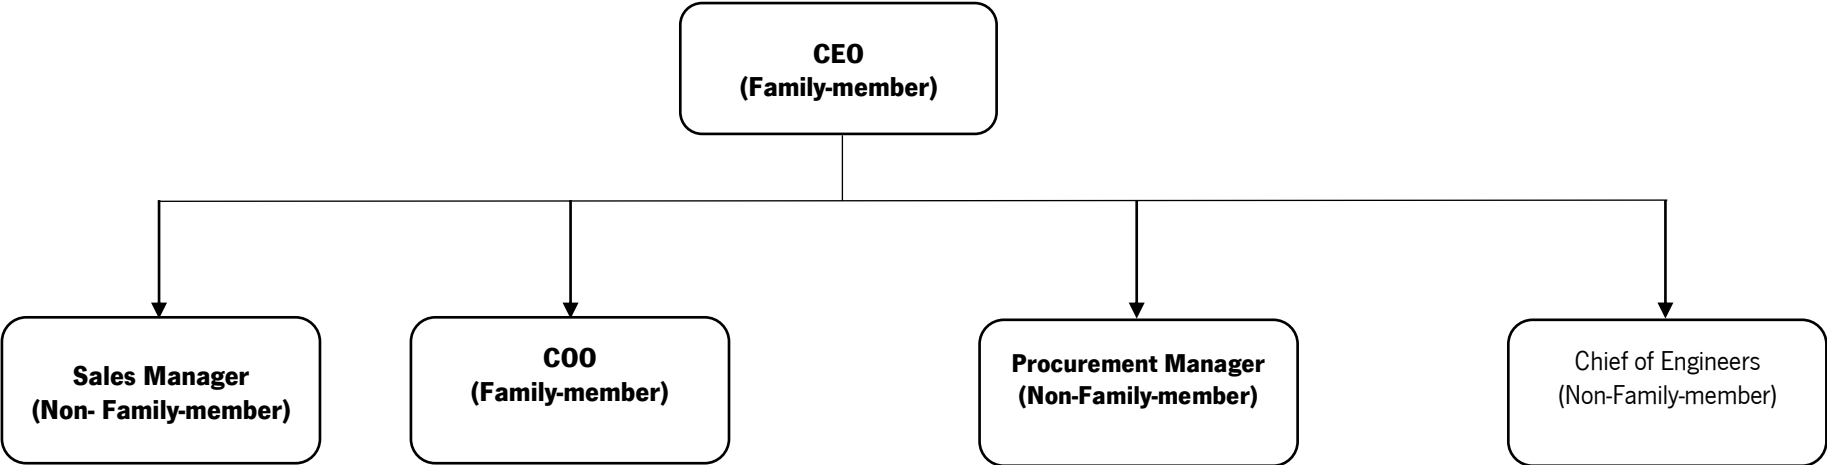 CEO
(Family-member)
Sales Manager
(Non- Family-member)
COO
(Family-member)
Procurement Manager
(Non-Family-member)
Chief of Engineers
(Non-Family-member)